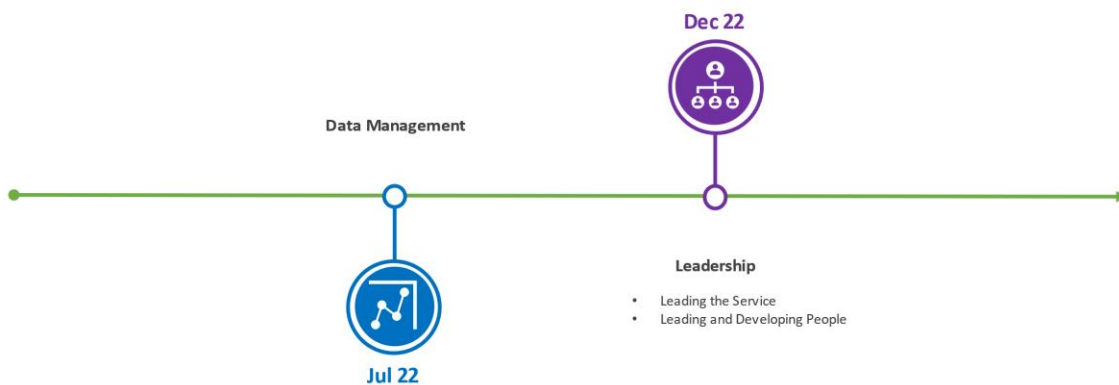 Dec 22
Data Management
Leadership
• Leading the Service
• Leading and Developing People
Jul 22